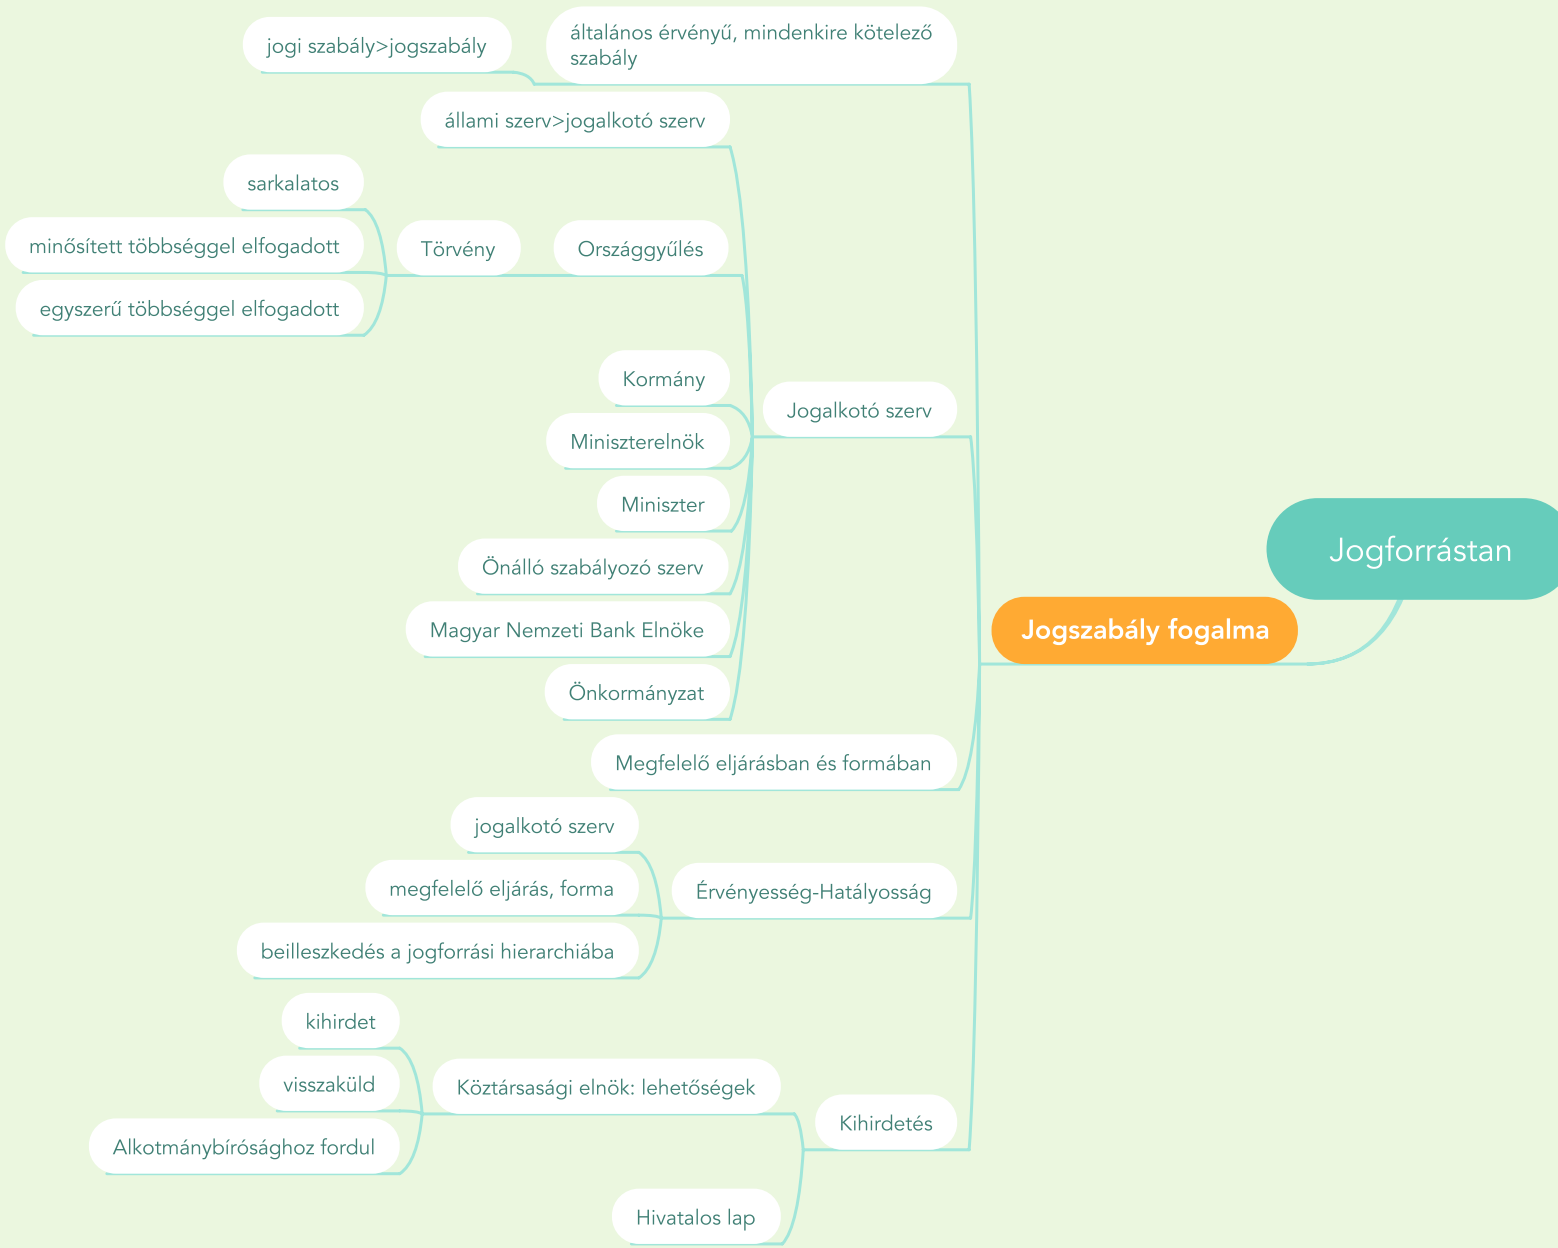 jogi szabály>jogszabály
általános érvényű, mindenkire kötelező
szabály
állami szerv>jogalkotó szerv
sarkalatos
minősített többséggel elfogadott
egyszerű többséggel elfogadott
Törvény
Országgyűlés
Kormány
Miniszterelnök
Miniszter
Önálló szabályozó szerv
Magyar Nemzeti Bank Elnöke
Önkormányzat
Jogalkotó szerv
Jogforrástan
Jogszabály fogalma
Megfelelő eljárásban és formában
jogalkotó szerv
megfelelő eljárás, forma
beilleszkedés a jogforrási hierarchiába
Érvényesség-Hatályosság
kihirdet
visszaküld
Alkotmánybírósághoz fordul
Köztársasági elnök: lehetőségek
Kihirdetés
Hivatalos lap